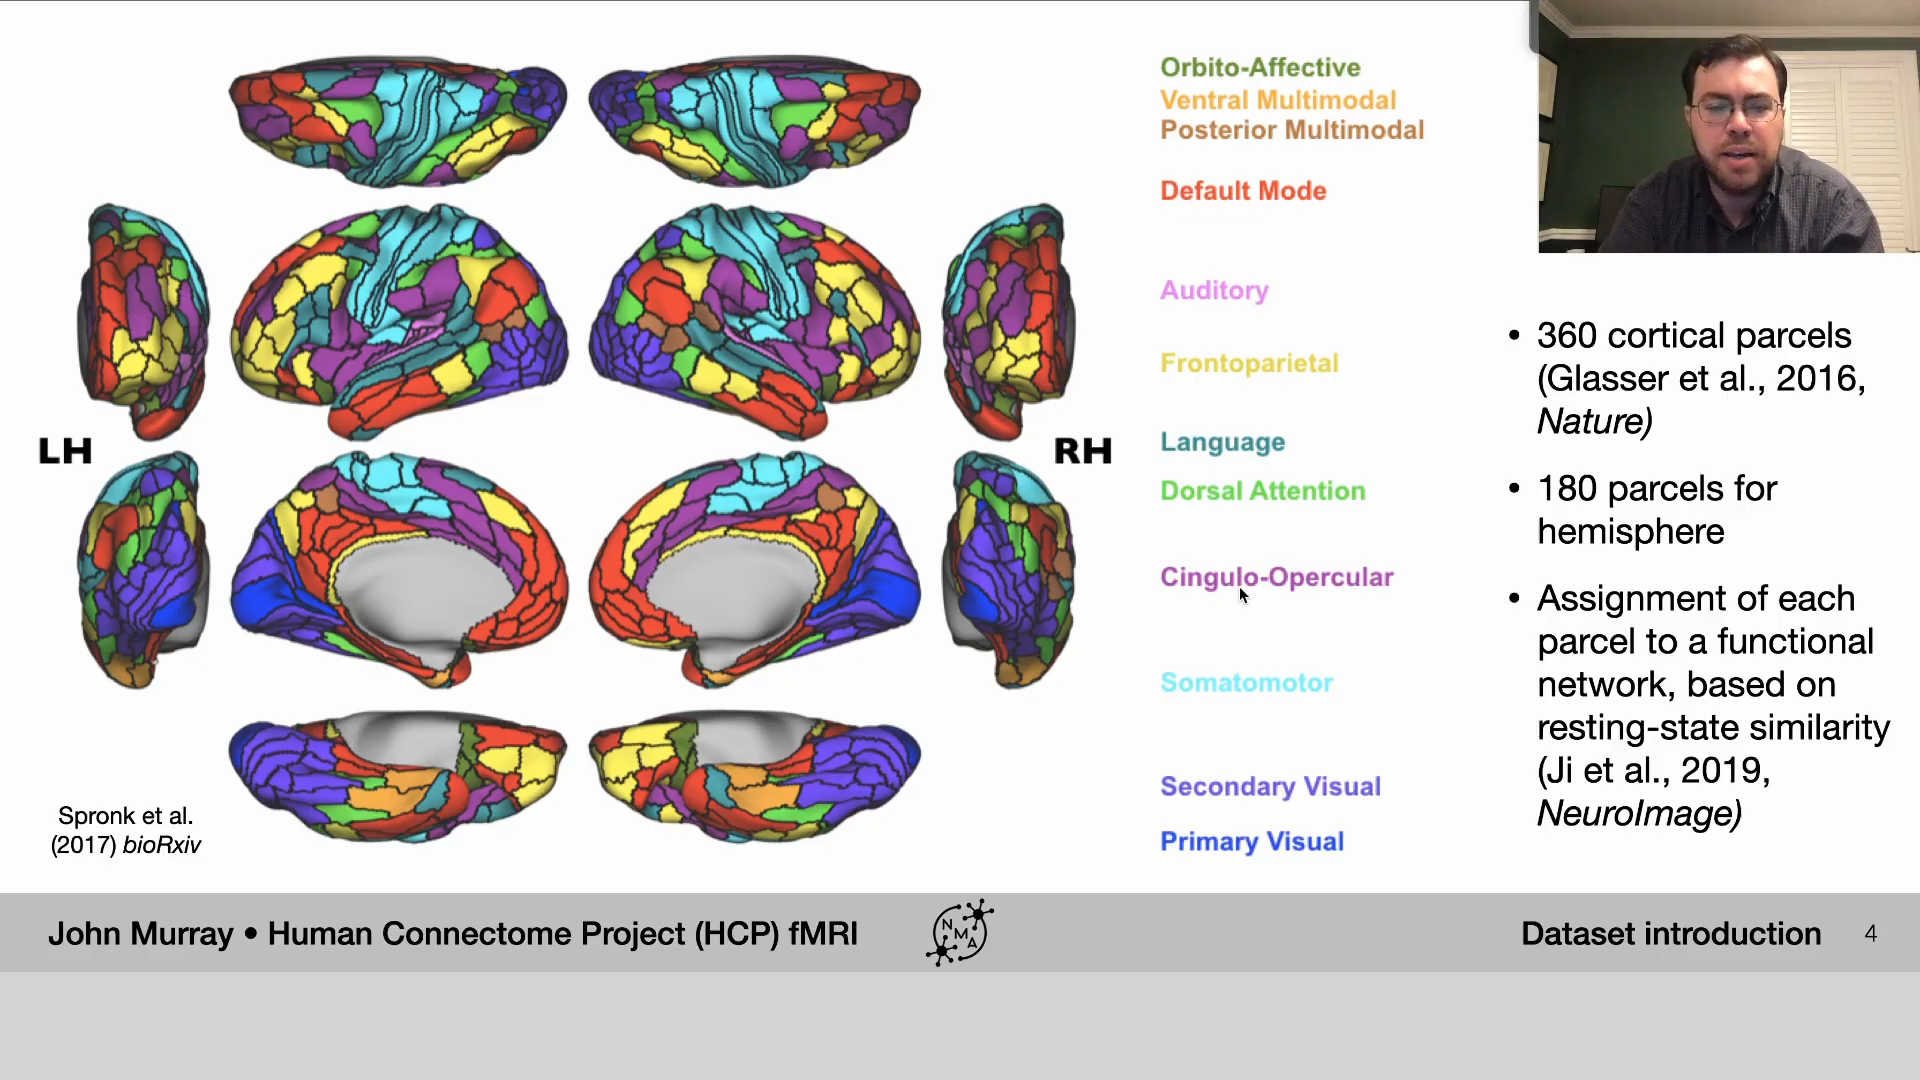 Orbito-Affective
Ventral Multimodal
Posterior Multimodal
Default Mode
Auditory
Frontoparietal
Language
Dorsal Attention
Cingulo-Opercular
Somatomotor
Secondary Visual
Primary Visual
LH
RH
Spronk et al.
(2017) bioRxiv
• 360 cortical parcels
(Glasser et al., 2016,
Nature)
• 180 parcels for
hemisphere
• Assignment of each
parcel to a functional
network, based on
resting-state similarity
(Ji et al., 2019,
NeuroImage)
John Murray • Human Connectome Project (HCP) fMRI
N
M
A
Dataset introduction 4